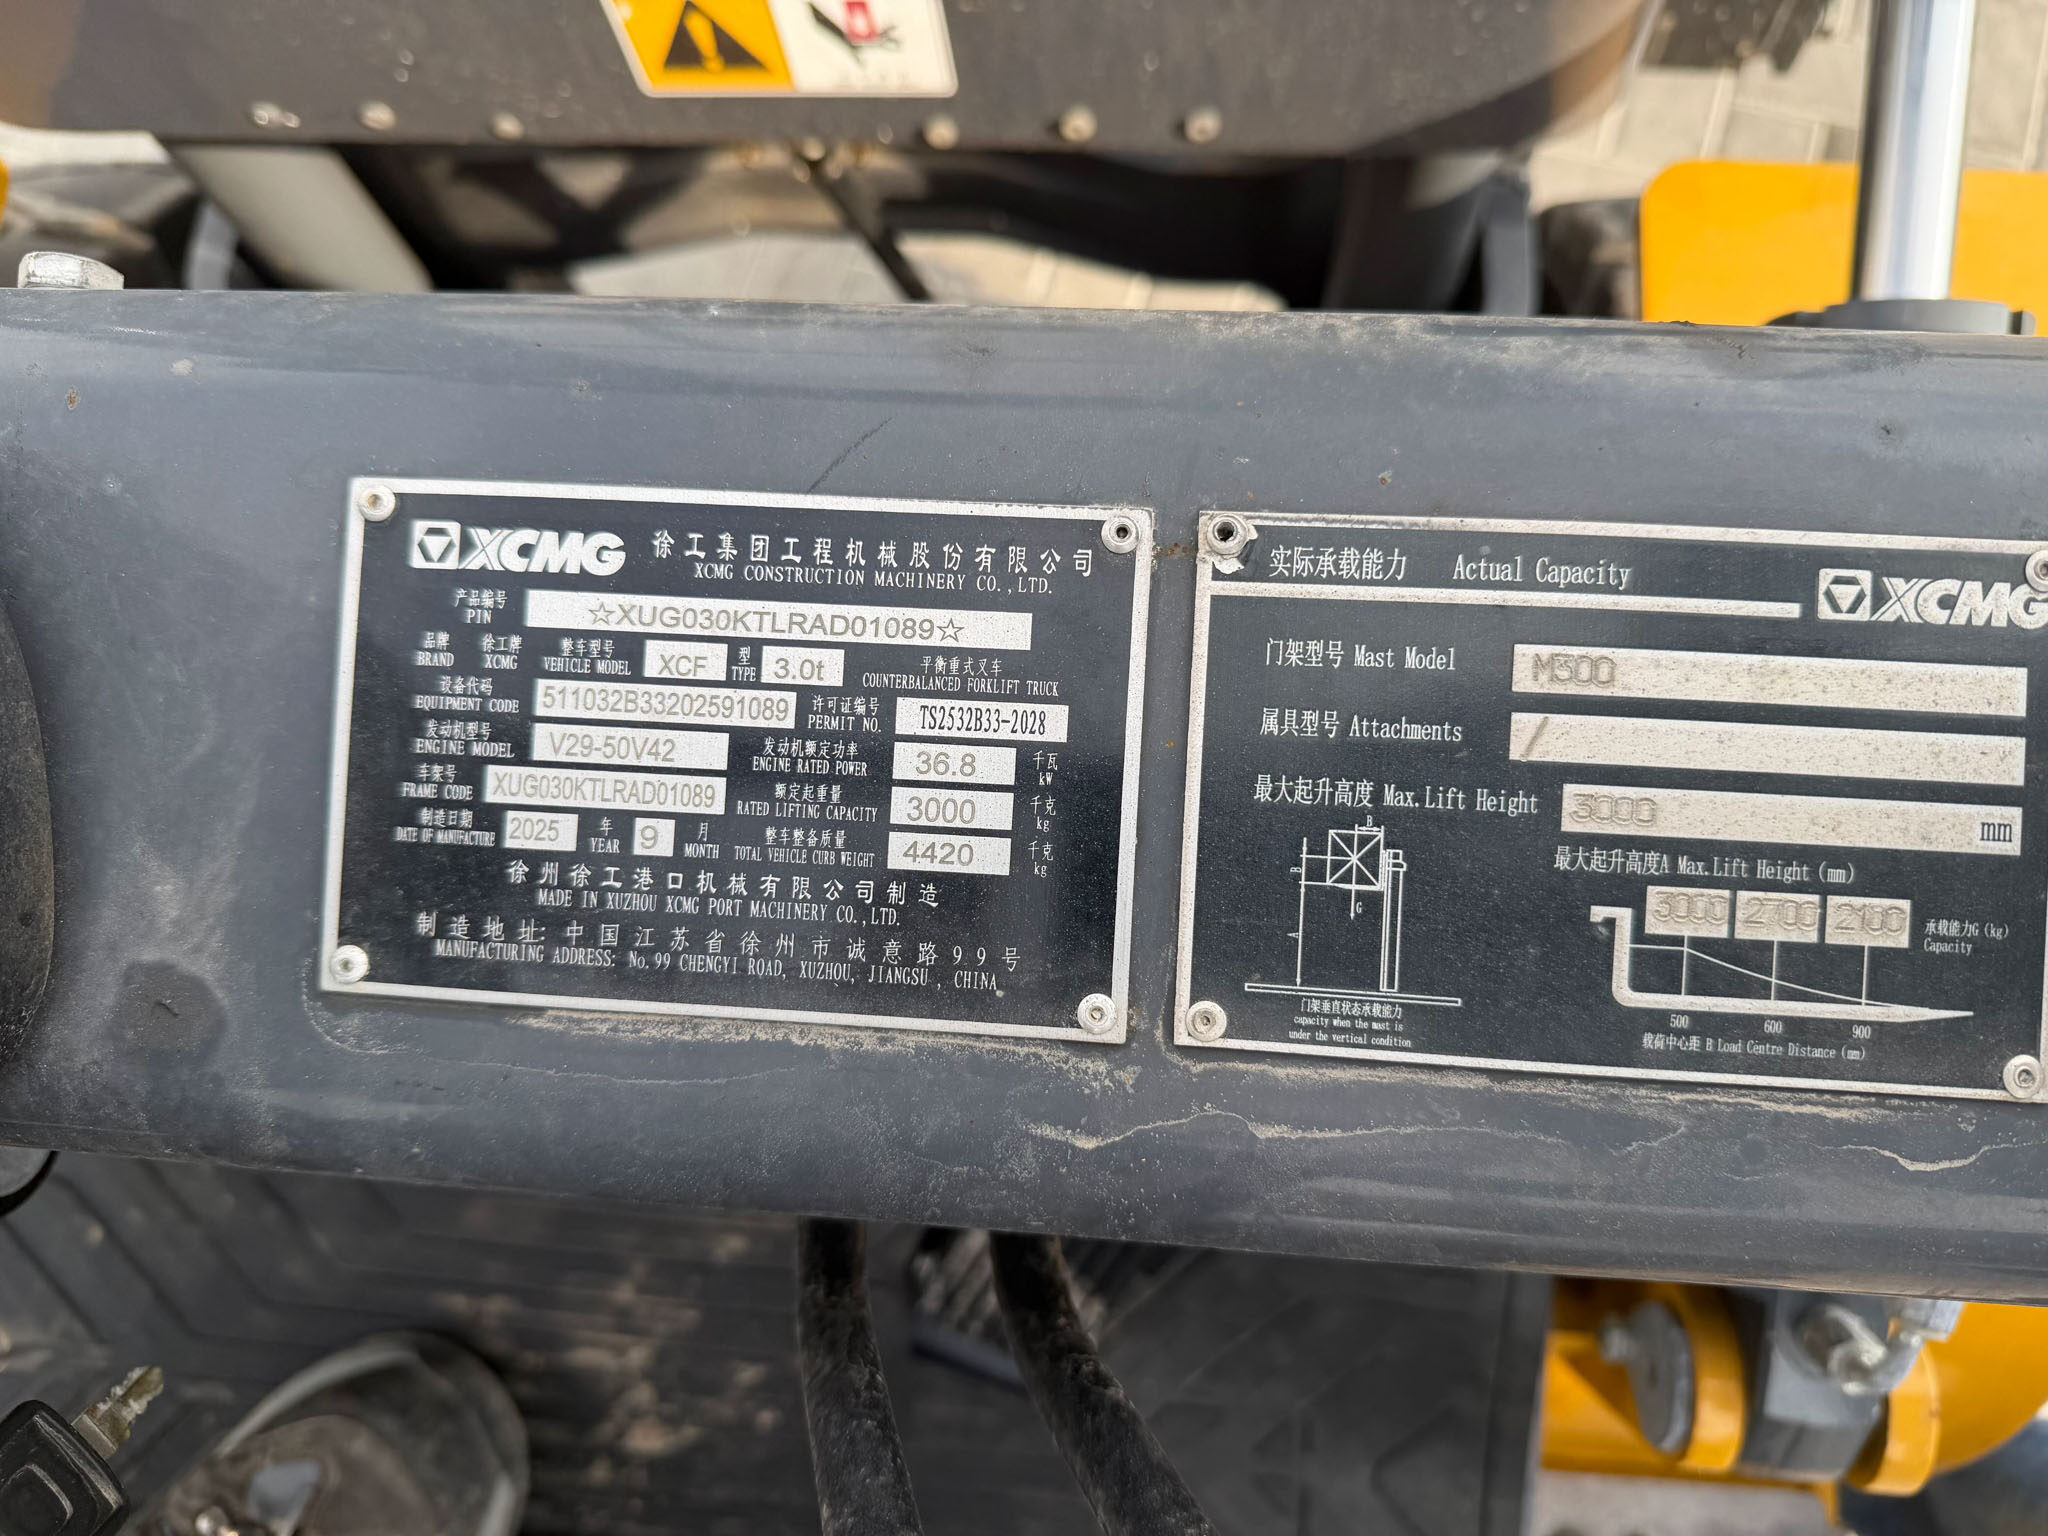 XCMG 徐工集团工程机械股份有限公司
XCMG CONSTRUCTION MACHINERY CO.,LTD.
产品编号
PIN
☆XUG030KTLRAD01089☆
品牌 徐工牌 整车型号 XCF 型 3.0t 平衡重式叉车
BRAND XCMG VEHICLE MODEL TYPE COUNTERBALANCED FORKLIFT TRUCK
设备代码 511032B33202591089 许可证编号 TS2532B33-2028
EQUIPMENT CODE PERMIT NO.
发动机型号 V29-50V42 发动机额定功率 36.8 千瓦
ENGINE MODEL ENGINE RATED POWER kW
车架号 XUG030KTLRAD01089 额定起重量 3000 千克
FRAME CODE RATED LIFTING CAPACITY kg
制造日期 2025 年 9 月 整车整备质量 4420 千克
DATE OF MANUFACTURE YEAR MONTH TOTAL VEHICLE CURB WEIGHT kg
徐州徐工港口机械有限公司制造
MADE IN XUZHOU XCMG PORT MACHINERY CO.,LTD.
制造地址: 中国江苏省徐州市诚意路99号
MANUFACTURING ADDRESS: No.99 CHENGYI ROAD, XUZHOU, JIANGSU, CHINA
实际承载能力 Actual Capacity XCMG
门架型号 Mast Model M300
属具型号 Attachments /
最大起升高度 Max.Lift Height 3000 mm
最大起升高度A Max.Lift Height (mm)
3000 2700 2100 承载能力G (kg)
Capacity
B
B
G
A
500 600 900
载荷中心距 B Load Centre Distance (mm)
门架垂直状态承载能力
capacity when the mast is
under the vertical condition